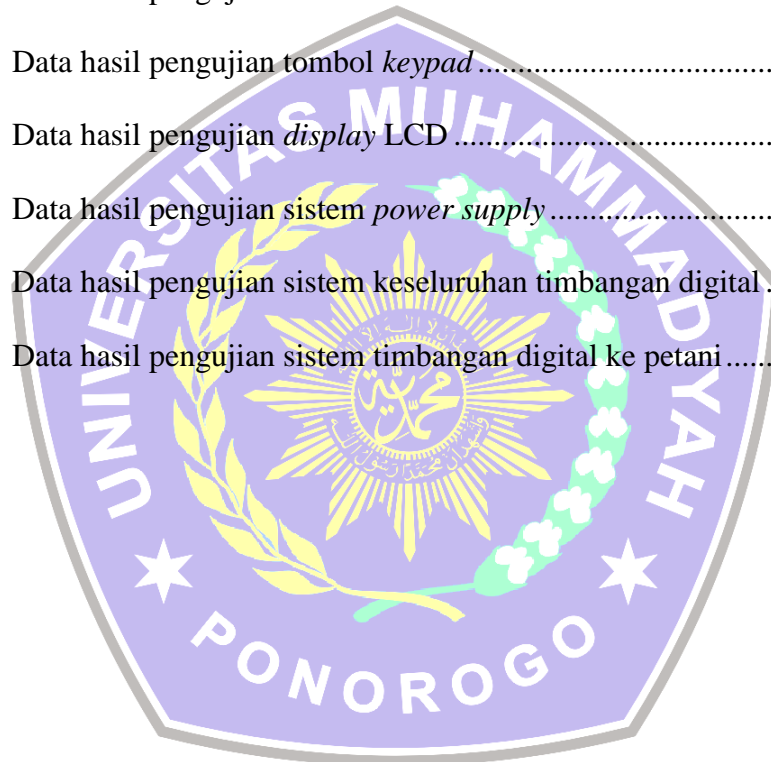 Data hasil pengujian tombol keypad ....................................
Data hasil pengujian display LCD ........................................
Data hasil pengujian sistem power supply .........................
Data hasil pengujian sistem keseluruhan timbangan digital .
Data hasil pengujian sistem timbangan digital ke petani .......
UNIVERSITAS MUHAMMADIYAH
PONOROGO
محمدية